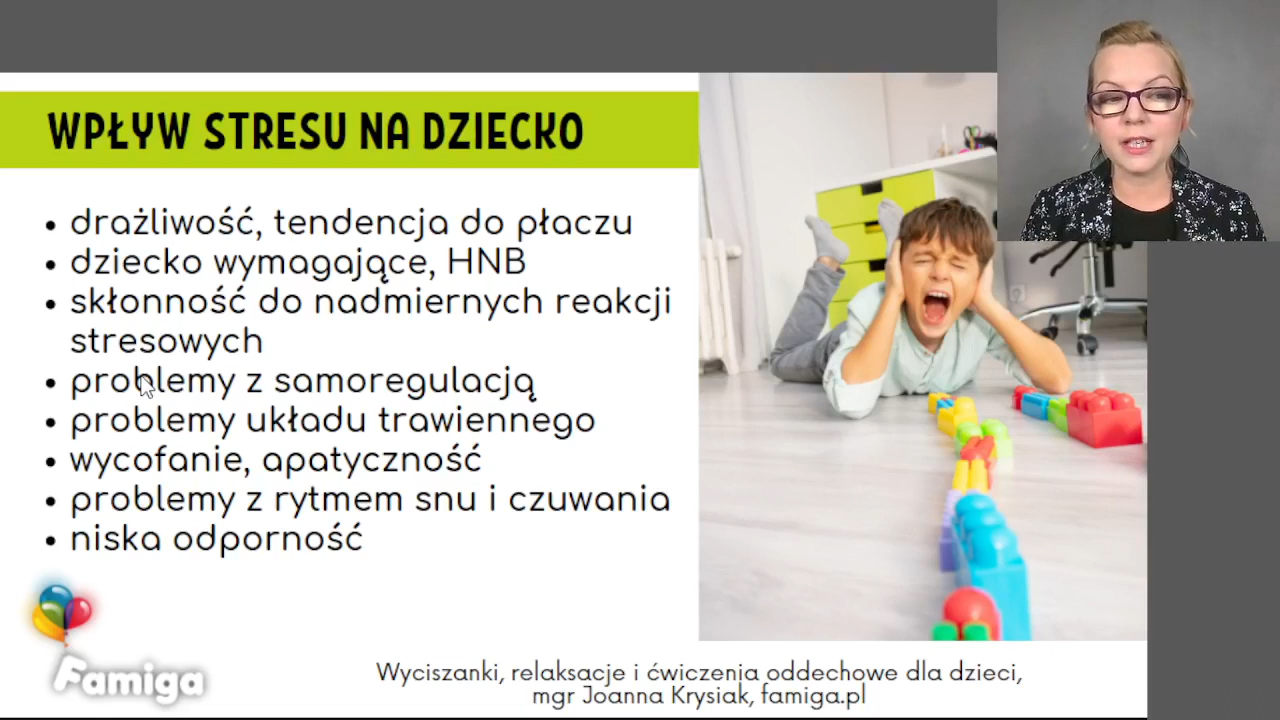 WPŁYW STRESU NA DZIECKO
• drażliwość, tendencja do płaczu
• dziecko wymagające, HNB
• skłonność do nadmiernych reakcji
stresowych
• problemy z samoregulacją
• problemy układu trawiennego
• wycofanie, apatyczność
• problemy z rytmem snu i czuwania
• niska odporność
Famiga
Wyciszanki, relaksacje i ćwiczenia oddechowe dla dzieci,
mgr Joanna Krysiak, famiga.pl